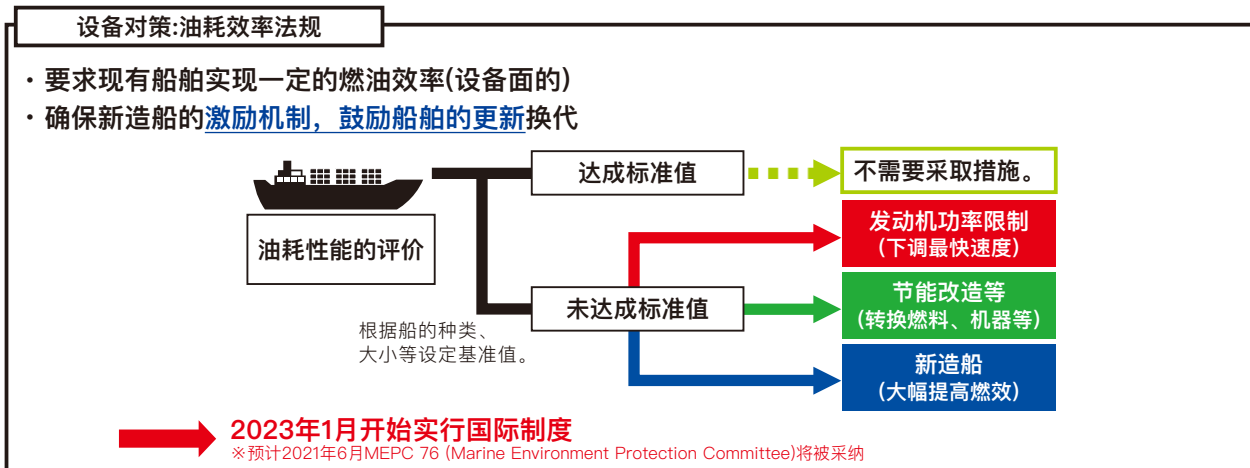 设备对策:油耗效率法规
・要求现有船舶实现一定的燃油效率(设备面的)
・确保新造船的激励机制，鼓励船舶的更新换代
达成标准值
不需要采取措施。
油耗性能的评价
发动机功率限制
(下调最快速度)
未达成标准值
节能改造等
(转换燃料、机器等)
根据船的种类、
大小等设定基准值。
新造船
(大幅提高燃效)
2023年1月开始实行国际制度
※预计2021年6月MEPC 76 (Marine Environment Protection Committee)将被采纳